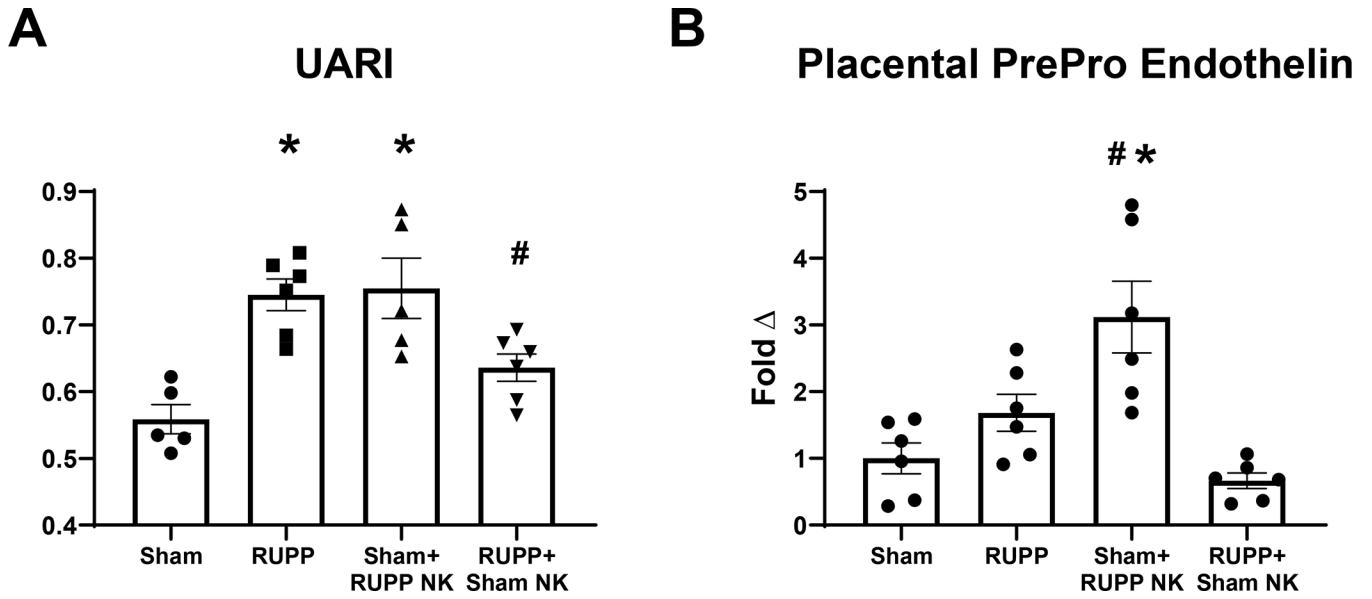 A
UARI
* *
#
0.9
0.8
0.7
0.6
0.5
0.4
Sham
RUPP
Sham+
RUPP NK
RUPP+
Sham NK
B
Placental PrePro Endothelin
# *
Fold Δ
5
4
3
2
1
0
Sham
RUPP
Sham+
RUPP NK
RUPP+
Sham NK